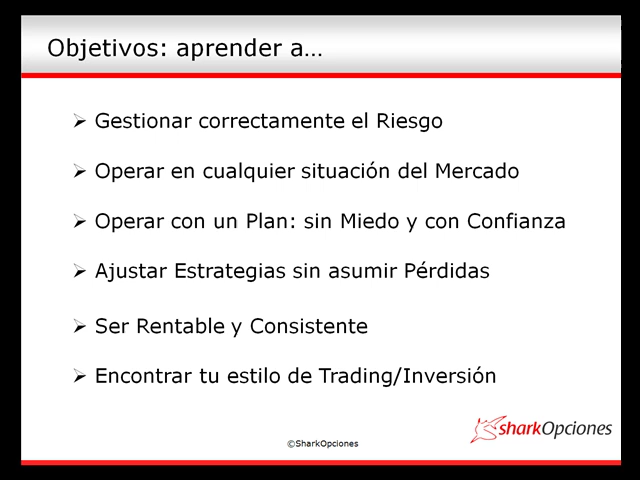 Objetivos: aprender a…
➢ Gestionar correctamente el Riesgo
➢ Operar en cualquier situación del Mercado
➢ Operar con un Plan: sin Miedo y con Confianza
➢ Ajustar Estrategias sin asumir Pérdidas
➢ Ser Rentable y Consistente
➢ Encontrar tu estilo de Trading/Inversión
sharkOpciones
©SharkOpciones